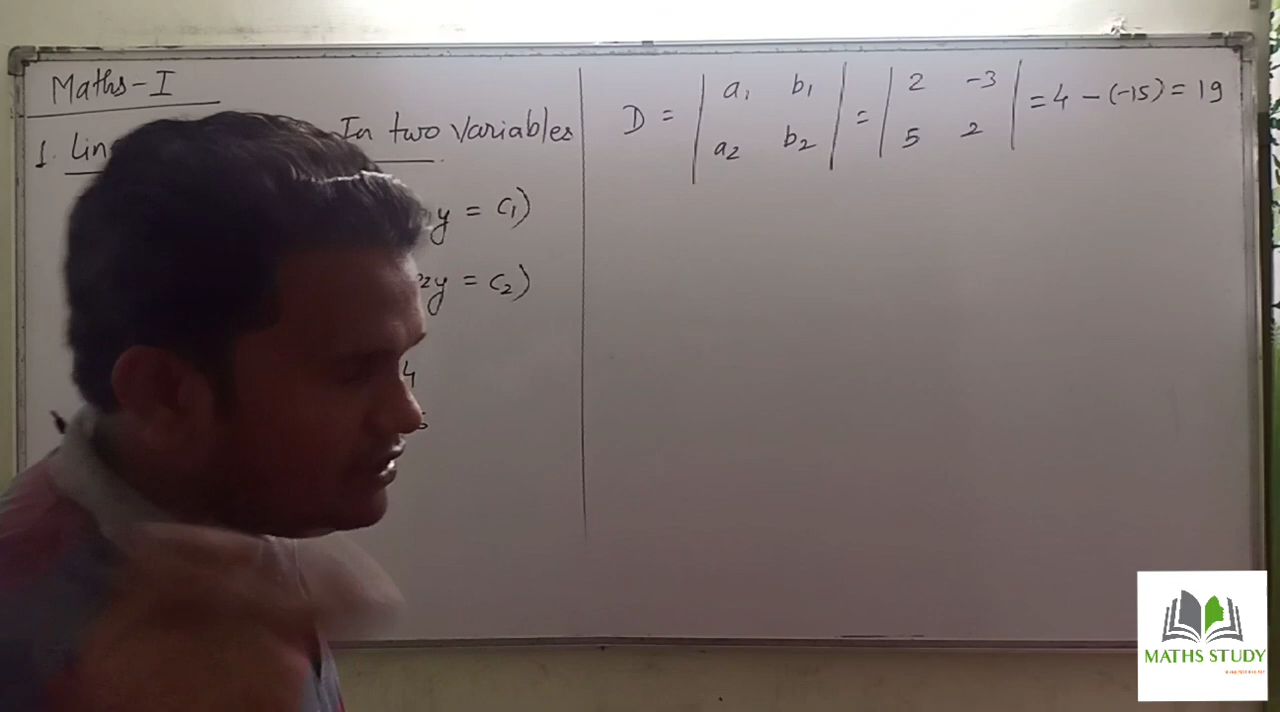 Maths-I
1. Lin In two variables
y = c1)
2y = c2)
4
D = | a1 b1 | = | 2 -3 | = 4 - (-15) = 19
| a2 b2 | | 5 2 |
MATHS STUDY